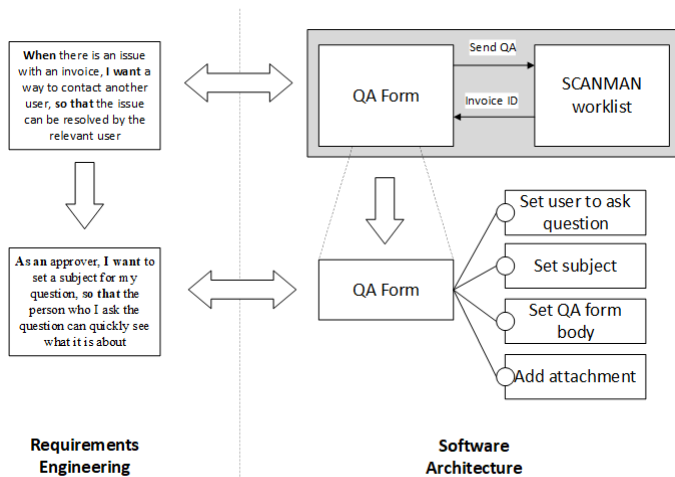 When there is an issue
with an invoice, I want a
way to contact another
user, so that the issue
can be resolved by the
relevant user
QA Form
Send QA
Invoice ID
SCANMAN
worklist
As an approver, I want to
set a subject for my
question, so that the
person who I ask the
question can quickly see
what it is about
QA Form
Set user to ask
question
Set subject
Set QA form
body
Add attachment
Requirements
Engineering
Software
Architecture